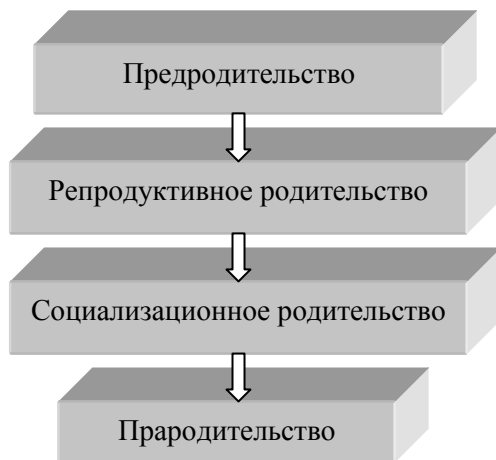 Предродительство
Репродуктивное родительство
Социализационное родительство
Прародительство